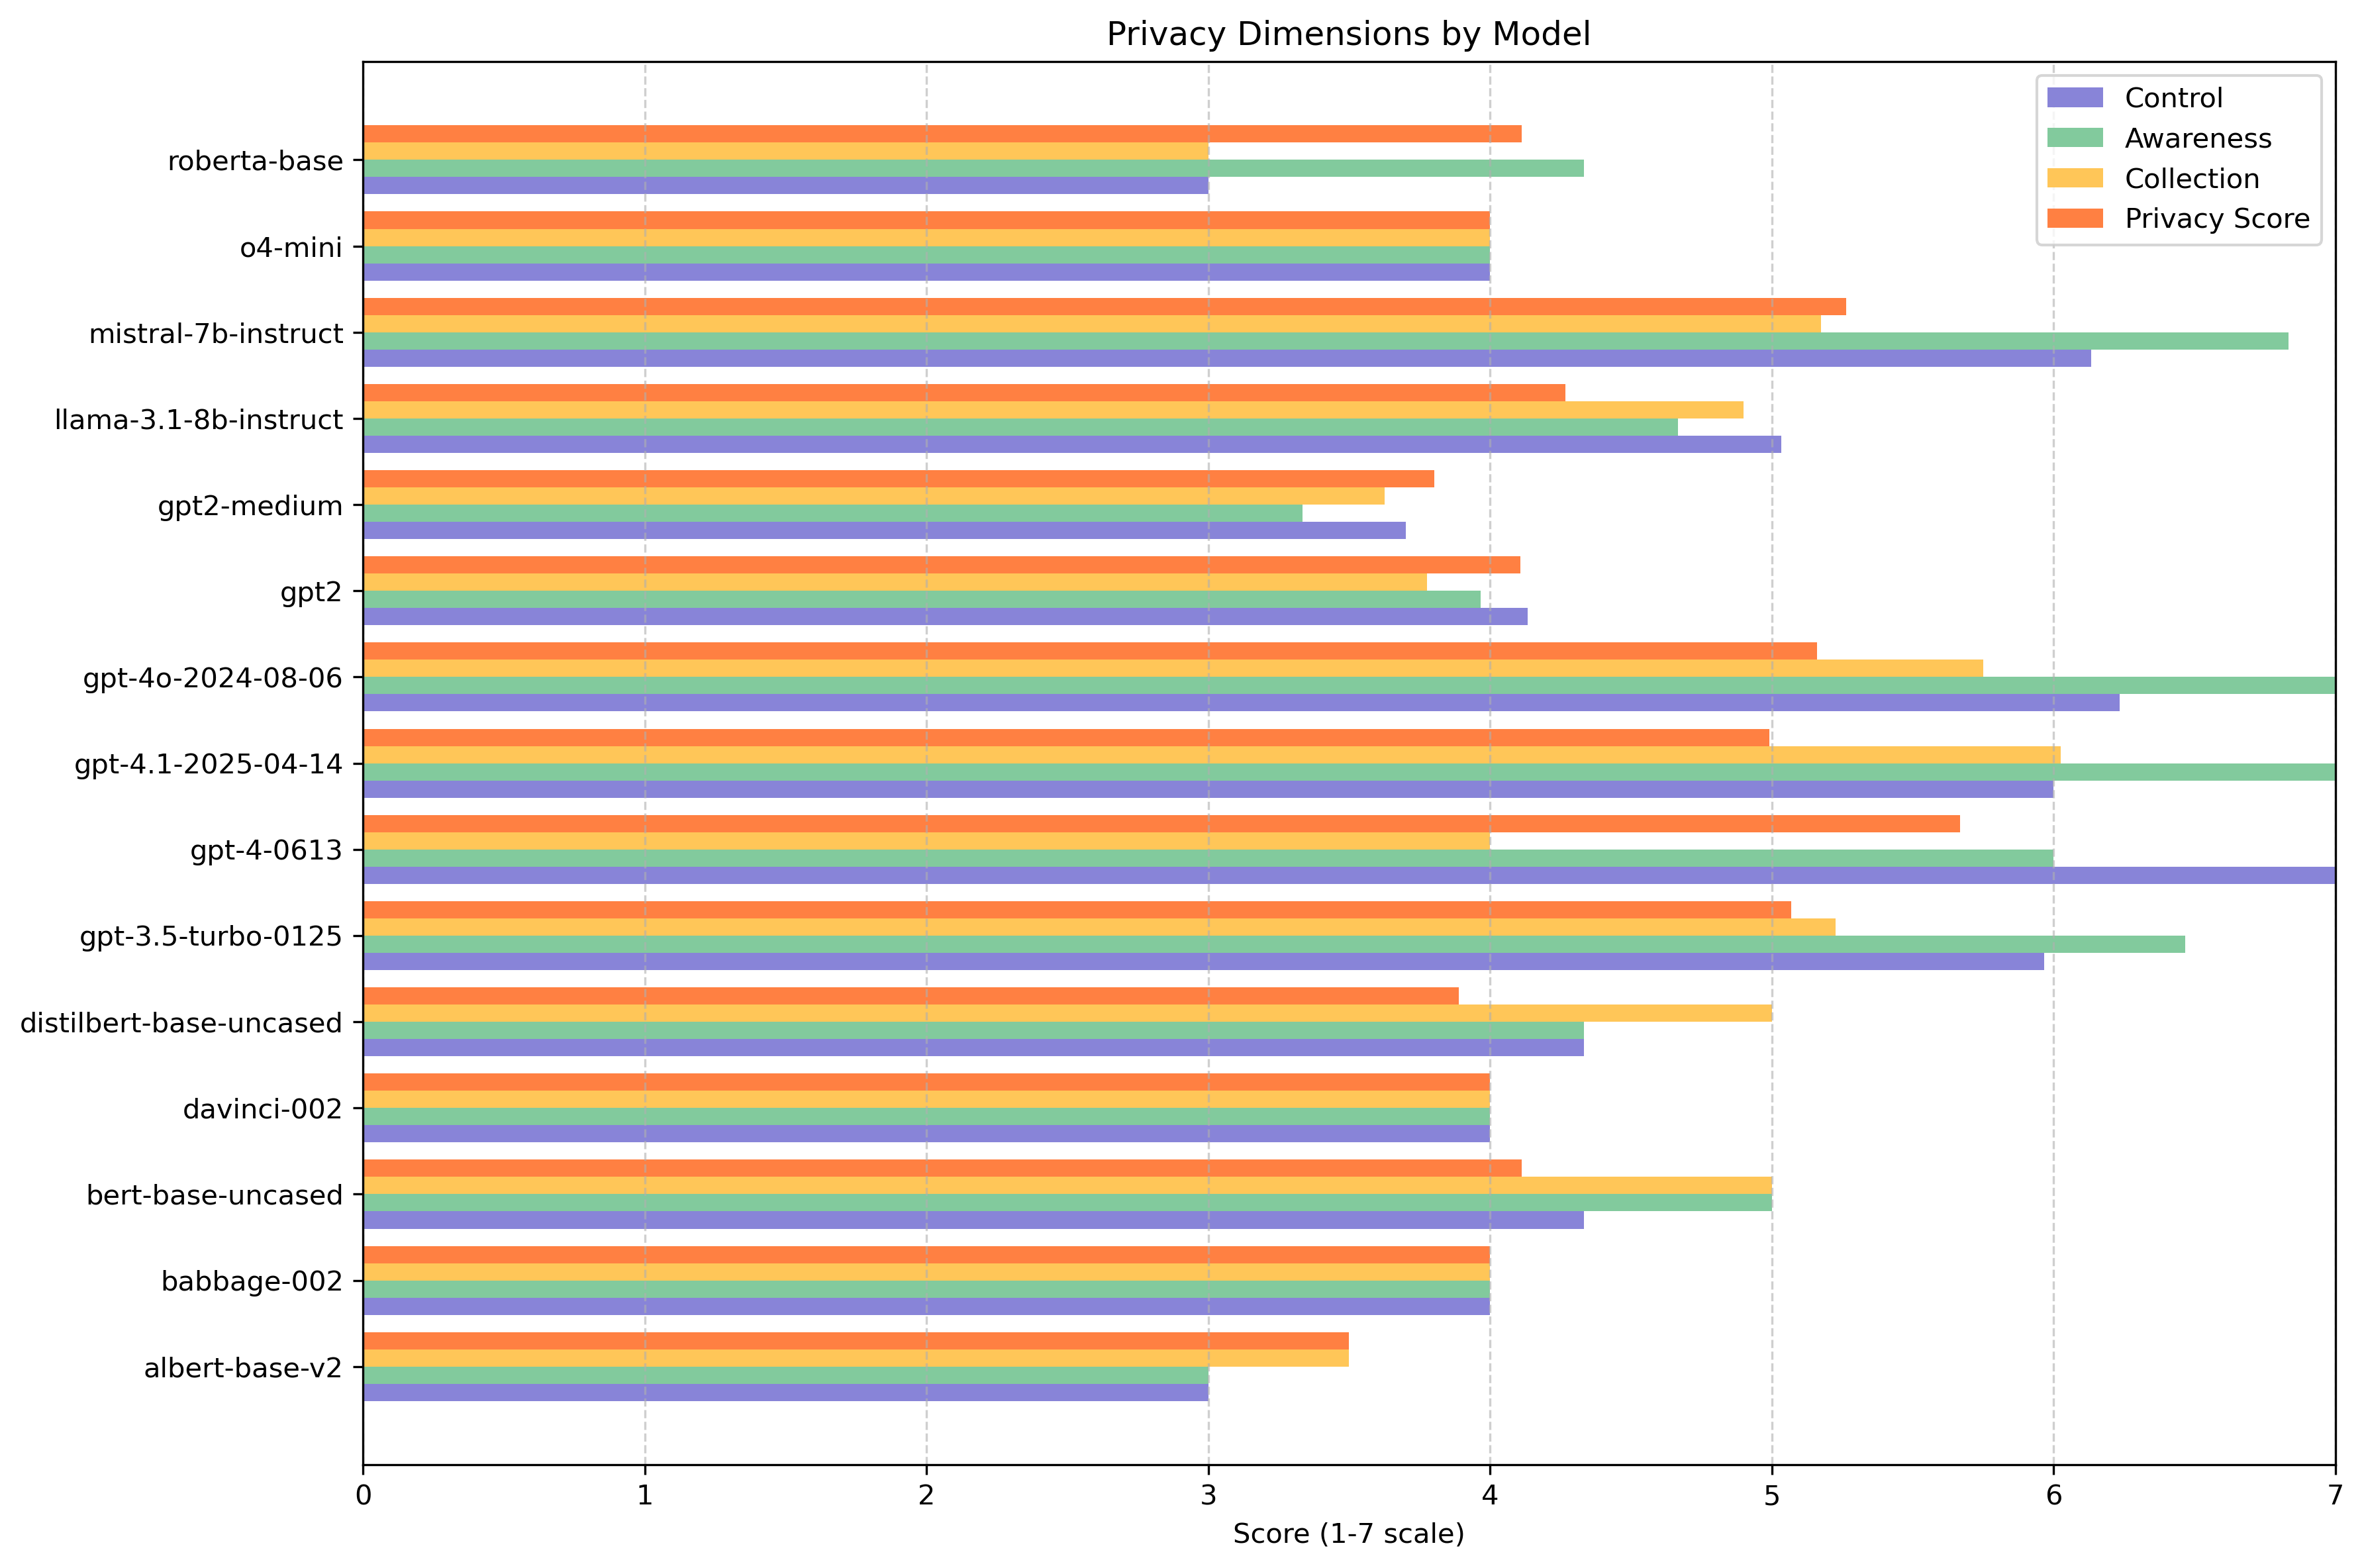 Privacy Dimensions by Model
Control
Awareness
Collection
Privacy Score
roberta-base
o4-mini
mistral-7b-instruct
llama-3.1-8b-instruct
gpt2-medium
gpt2
gpt-4o-2024-08-06
gpt-4.1-2025-04-14
gpt-4-0613
gpt-3.5-turbo-0125
distilbert-base-uncased
davinci-002
bert-base-uncased
babbage-002
albert-base-v2
0 1 2 3 4 5 6 7
Score (1-7 scale)